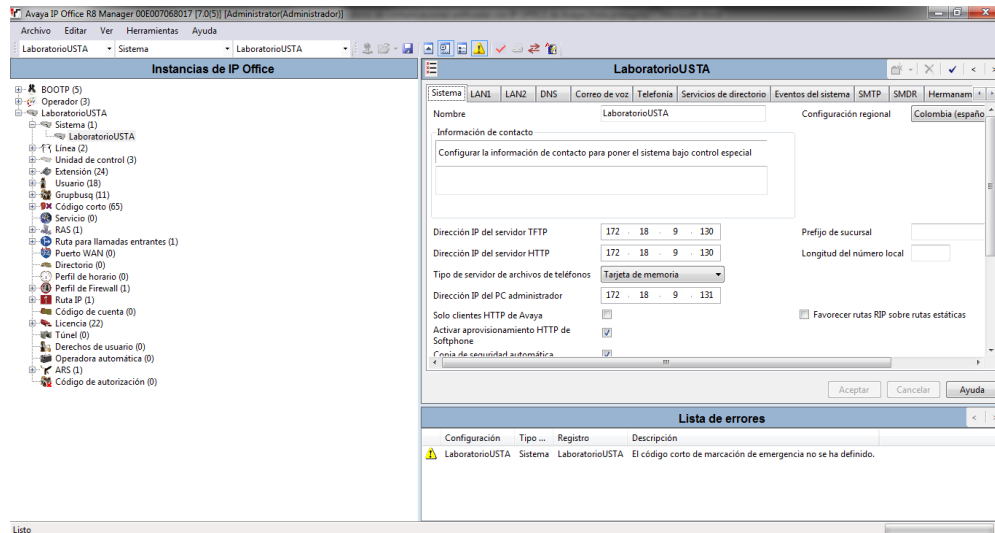 Avaya IP Office R8 Manager 00E007068017 [7.0(5)] [Administrator(Administrador)]
Archivo Editar Ver Herramientas Ayuda
LaboratorioUSTA Sistema LaboratorioUSTA
Instancias de IP Office
BOOTP (5)
Operador (3)
LaboratorioUSTA
Sistema (1)
LaboratorioUSTA
Línea (2)
Unidad de control (3)
Extensión (24)
Usuario (18)
Grupbusq (11)
Código corto (65)
Servicio (0)
RAS (1)
Ruta para llamadas entrantes (1)
Puerto WAN (0)
Directorio (0)
Perfil de horario (0)
Perfil de Firewall (1)
Ruta IP (1)
Código de cuenta (0)
Licencia (22)
Túnel (0)
Derechos de usuario (0)
Operadora automática (0)
ARS (1)
Código de autorización (0)
LaboratorioUSTA
Sistema LAN1 LAN2 DNS Correo de voz Telefonía Servicios de directorio Eventos del sistema SMTP SMDR Hermanam
Nombre LaboratorioUSTA Configuración regional Colombia (españo
Información de contacto
Configurar la información de contacto para poner el sistema bajo control especial
Dirección IP del servidor TFTP 172 . 18 . 9 . 130 Prefijo de sucursal
Dirección IP del servidor HTTP 172 . 18 . 9 . 130 Longitud del número local
Tipo de servidor de archivos de teléfonos Tarjeta de memoria
Dirección IP del PC administrador 172 . 18 . 9 . 131
Solo clientes HTTP de Avaya Favorecer rutas RIP sobre rutas estáticas
Activar aprovisionamiento HTTP de
Softphone
Copia de seguridad automática
Aceptar Cancelar Ayuda
Lista de errores
Configuración Tipo ... Registro Descripción
LaboratorioUSTA Sistema LaboratorioUSTA El código corto de marcación de emergencia no se ha definido.
Listo